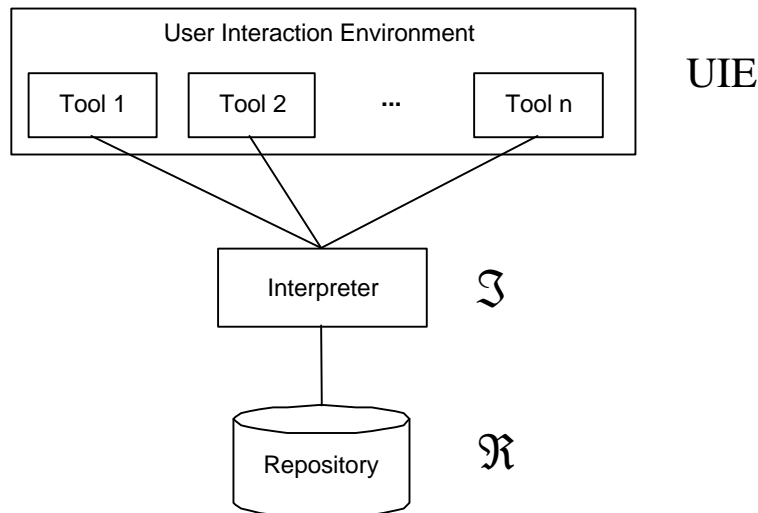 User Interaction Environment
UIE
Tool 1 Tool 2 ... Tool n
Interpreter
ℑ
Repository
ℜ